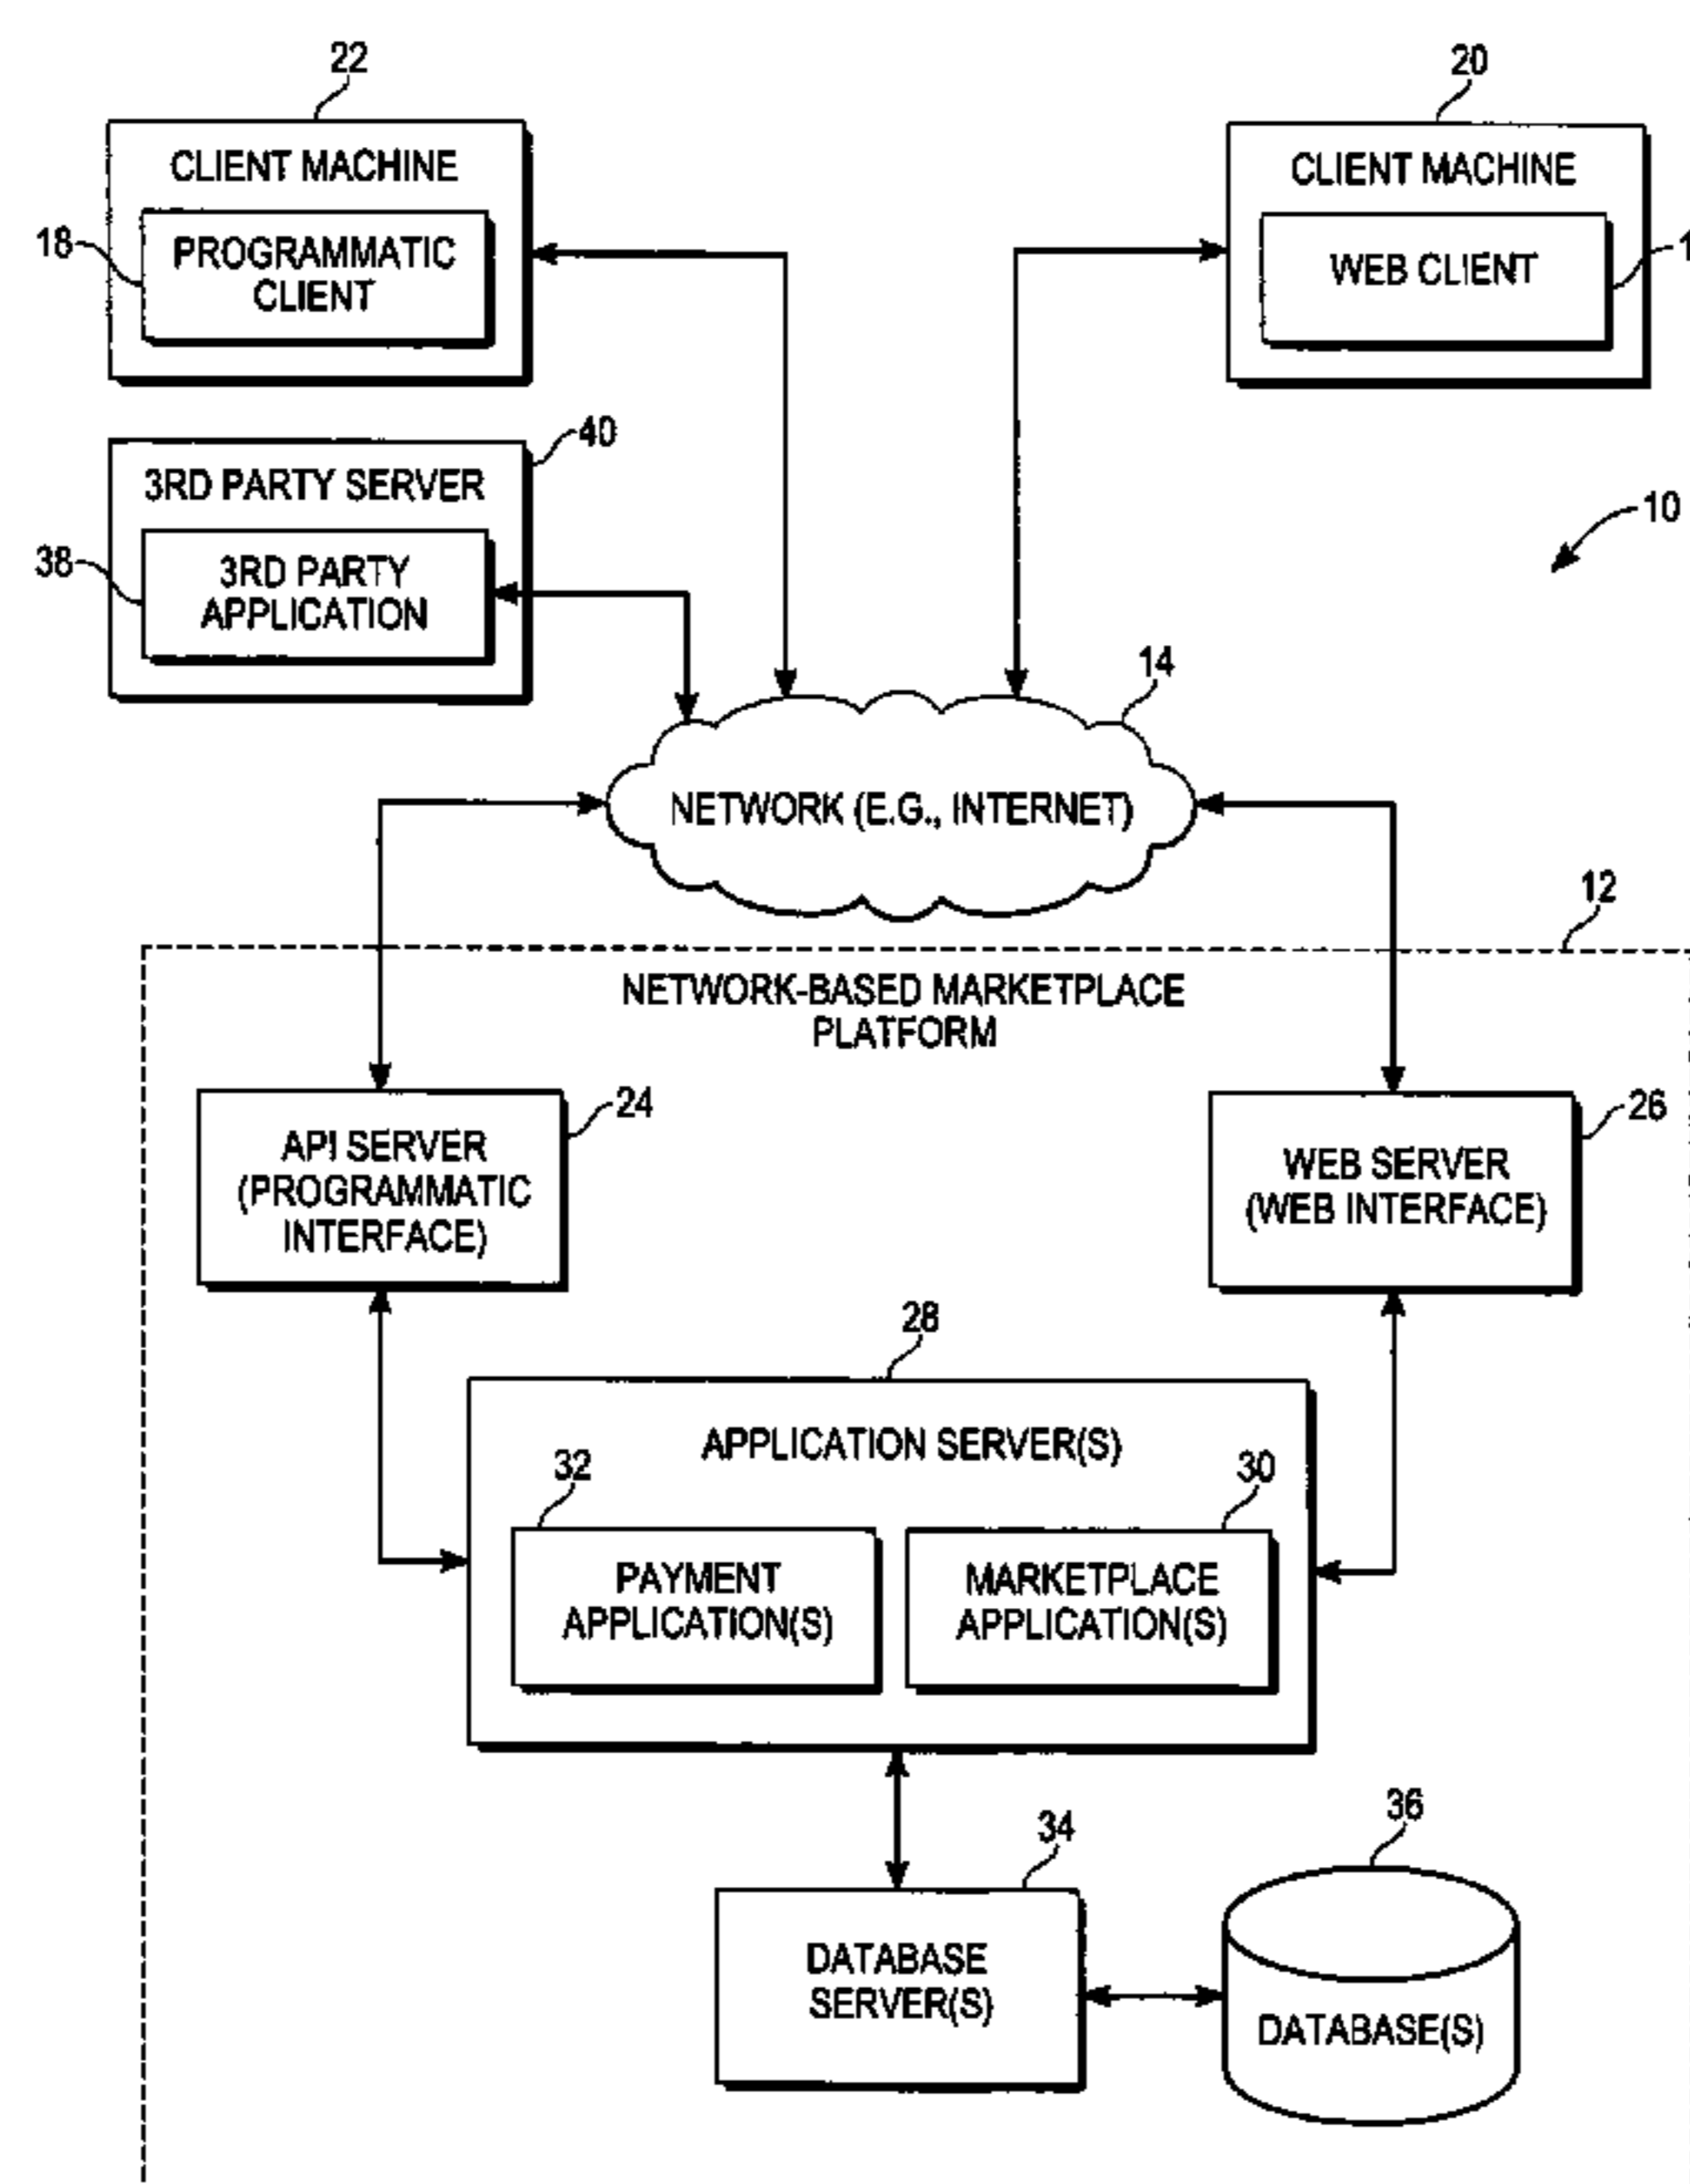 22
20
CLIENT MACHINE
CLIENT MACHINE
18
PROGRAMMATIC
CLIENT
WEB CLIENT
40
3RD PARTY SERVER
10
38
3RD PARTY
APPLICATION
14
NETWORK (E.G., INTERNET)
12
NETWORK-BASED MARKETPLACE
PLATFORM
24
API SERVER
(PROGRAMMATIC
INTERFACE)
26
WEB SERVER
(WEB INTERFACE)
28
APPLICATION SERVER(S)
32
30
PAYMENT
APPLICATION(S)
MARKETPLACE
APPLICATION(S)
34
36
DATABASE
SERVER(S)
DATABASE(S)